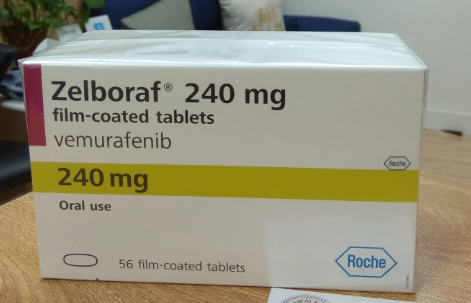 Zelboraf® 240 mg
film-coated tablets
vemurafenib
Roche
240 mg
Oral use
56 film-coated tablets
Roche